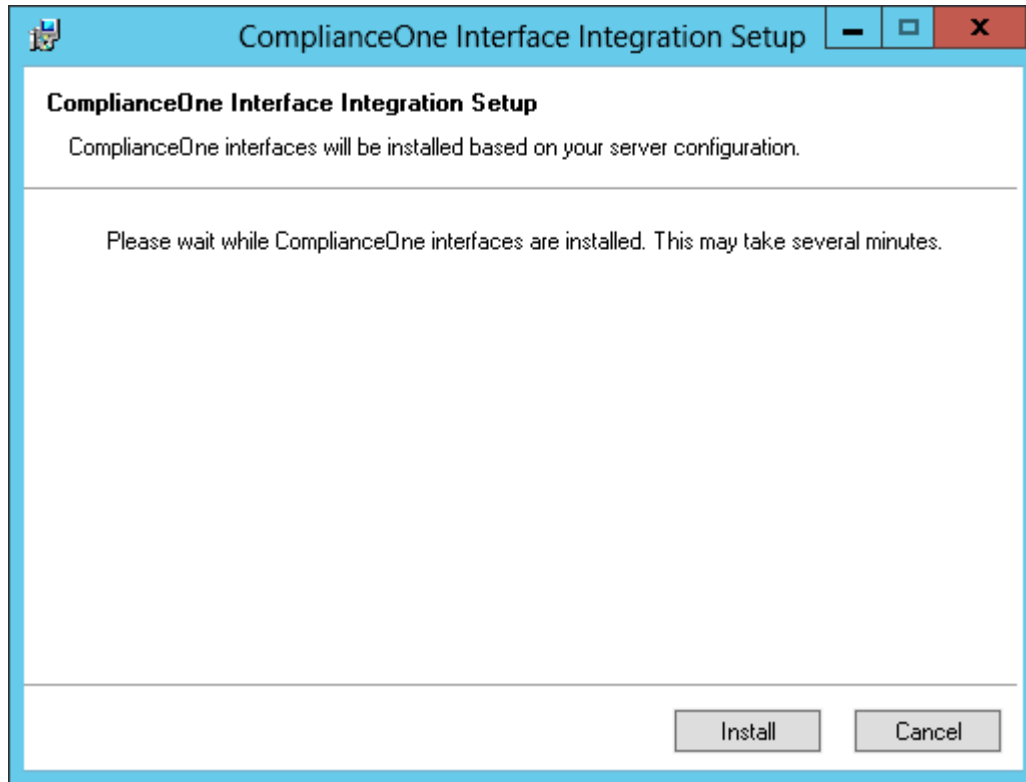 ComplianceOne Interface Integration Setup
ComplianceOne Interface Integration Setup
ComplianceOne interfaces will be installed based on your server configuration.
Please wait while ComplianceOne interfaces are installed. This may take several minutes.
Install Cancel